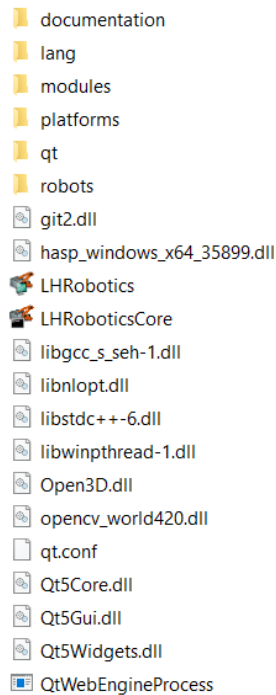 documentation
lang
modules
platforms
qt
robots
git2.dll
hasp_windows_x64_35899.dll
LHRobotics
LHRoboticsCore
libgcc_s_seh-1.dll
libnlopt.dll
libstdc++-6.dll
libwinpthread-1.dll
Open3D.dll
opencv_world420.dll
qt.conf
Qt5Core.dll
Qt5Gui.dll
Qt5Widgets.dll
QtWebEngineProcess